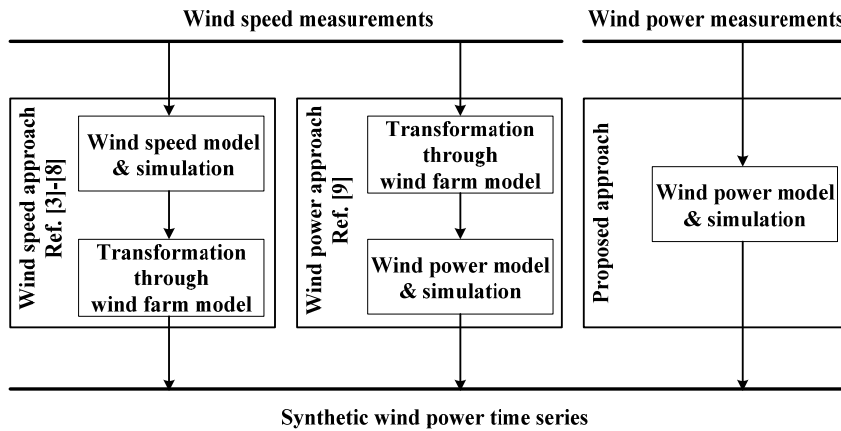 Wind speed measurements
Wind power measurements
Wind speed approach
Ref. [3]-[8]
Wind speed model
& simulation
Transformation
through
wind farm model
Wind power approach
Ref. [9]
Transformation
through
wind farm model
Wind power model
& simulation
Proposed approach
Wind power model
& simulation
Synthetic wind power time series